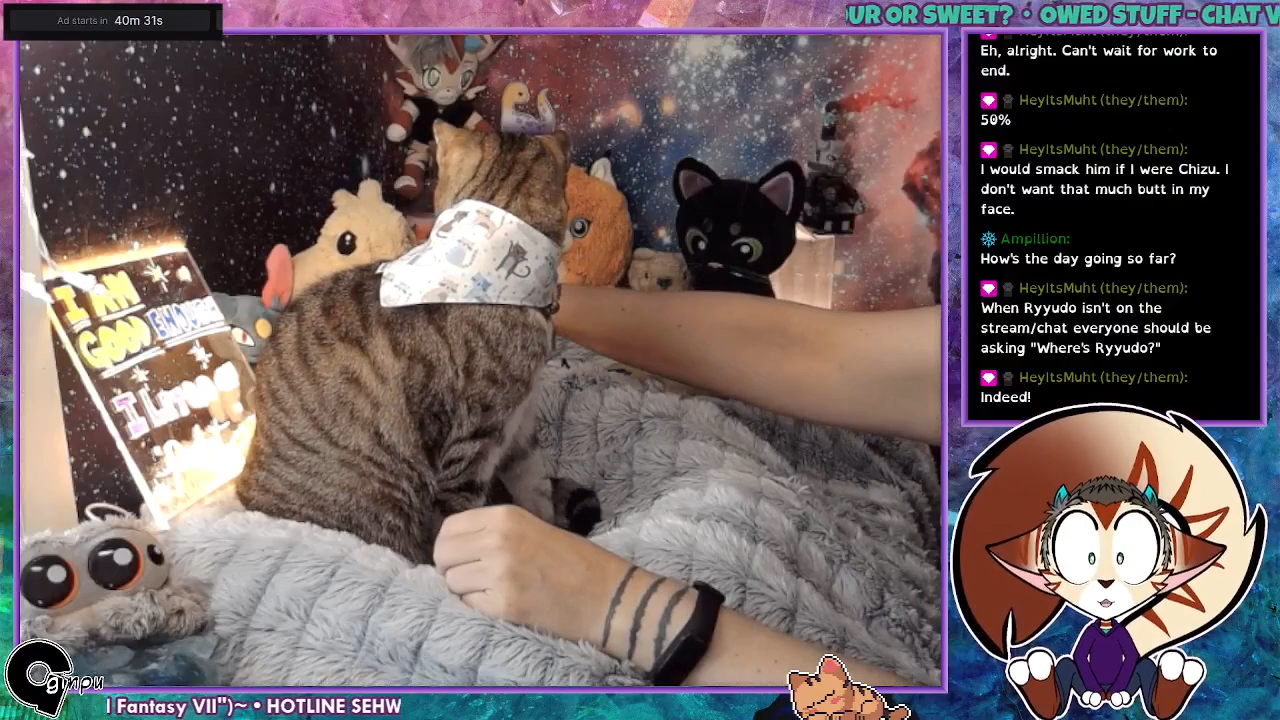 Ad starts in 40m 31s
OUR OR SWEET? • OWED STUFF - CHAT V
Eh, alright. Can't wait for work to
end.
HeyItsMuht (they/them):
50%
HeyItsMuht (they/them):
I would smack him if I were Chizu. I
don't want that much butt in my
face.
Ampillion:
How's the day going so far?
HeyItsMuht (they/them):
When Ryyudo isn't on the
stream/chat everyone should be
asking "Where's Ryyudo?"
HeyItsMuht (they/them):
Indeed!
I AM
GOOD ENOUGH
I
ginpu
l Fantasy VII")~ • HOTLINE SEHW